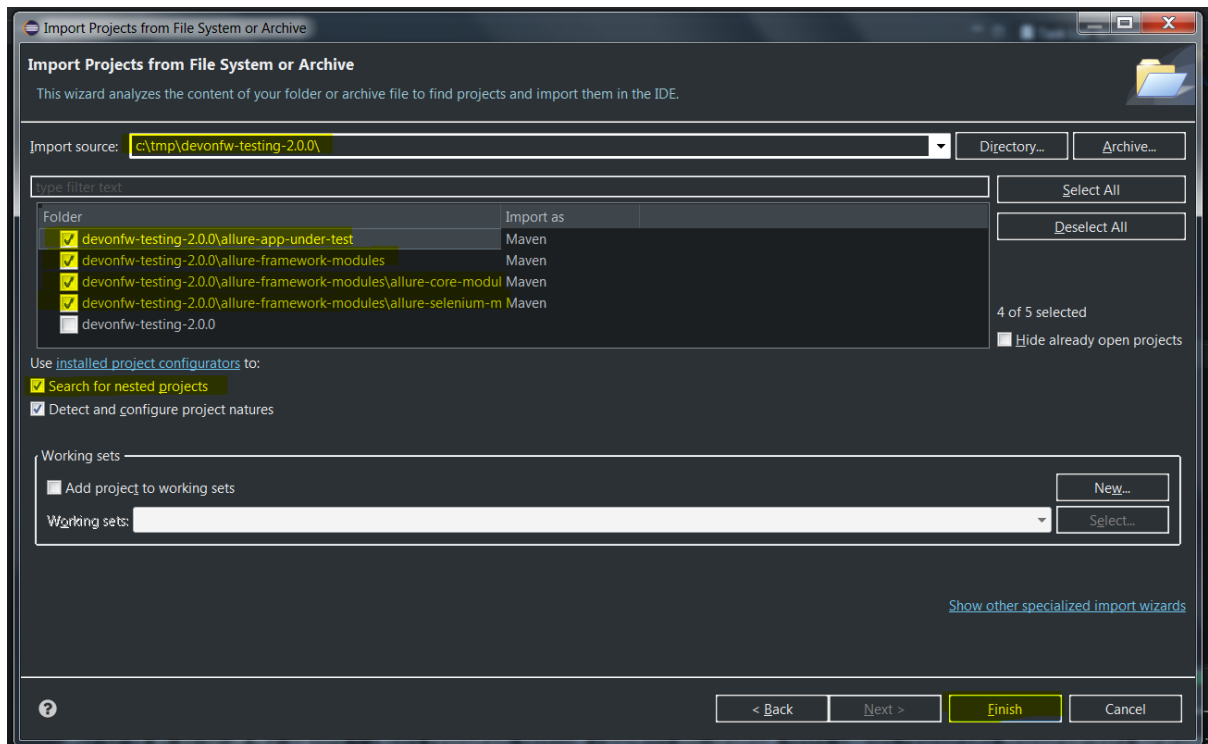 Import Projects from File System or Archive
Import Projects from File System or Archive
This wizard analyzes the content of your folder or archive file to find projects and import them in the IDE.
Import source: c:\tmp\devonfw-testing-2.0.0\ Directory... Archive...
type filter text Select All
Folder Import as
Deselect All
devonfw-testing-2.0.0\allure-app-under-test Maven
devonfw-testing-2.0.0\allure-framework-modules Maven
devonfw-testing-2.0.0\allure-framework-modules\allure-core-modul Maven
devonfw-testing-2.0.0\allure-framework-modules\allure-selenium-m Maven
devonfw-testing-2.0.0
4 of 5 selected
Hide already open projects
Use installed project configurators to:
Search for nested projects
Detect and configure project natures
Working sets
Add project to working sets New...
Working sets: Select...
Show other specialized import wizards
< Back Next > Finish Cancel